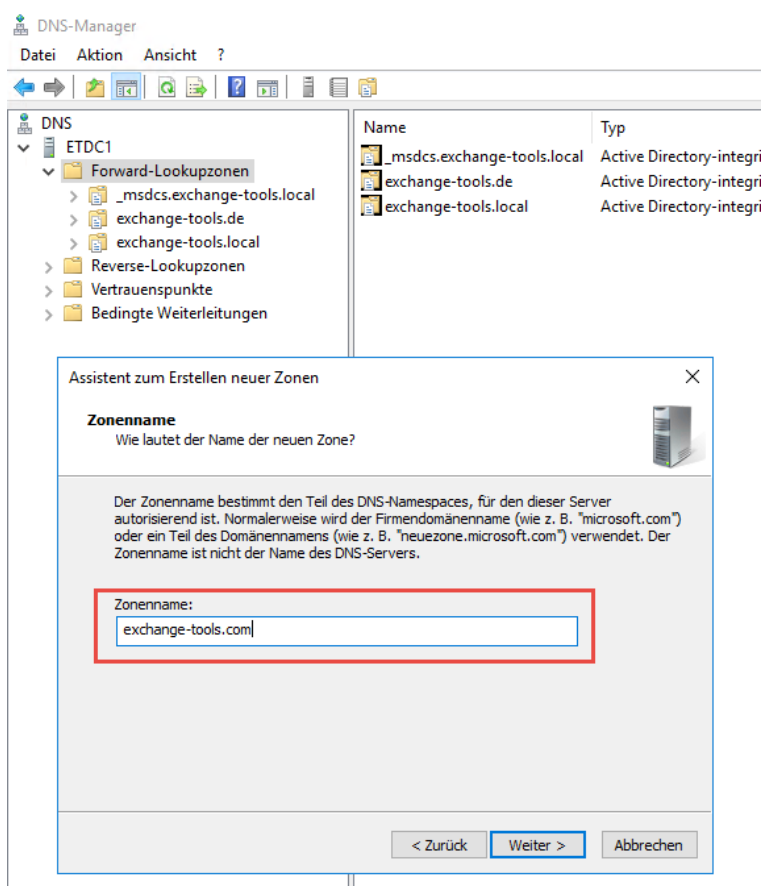 DNS-Manager
Datei Aktion Ansicht ?
DNS
ETDC1
Forward-Lookupzonen
_msdcs.exchange-tools.local
exchange-tools.de
exchange-tools.local
Reverse-Lookupzonen
Vertrauenspunkte
Bedingte Weiterleitungen
Name Typ
_msdcs.exchange-tools.local Active Directory-integri
exchange-tools.de Active Directory-integri
exchange-tools.local Active Directory-integri
Assistent zum Erstellen neuer Zonen
Zonenname
Wie lautet der Name der neuen Zone?
Der Zonenname bestimmt den Teil des DNS-Namespaces, für den dieser Server
autorisierend ist. Normalerweise wird der Firmendomänenname (wie z. B. "microsoft.com")
oder ein Teil des Domänennamens (wie z. B. "neuezone.microsoft.com") verwendet. Der
Zonenname ist nicht der Name des DNS-Servers.
Zonenname:
exchange-tools.com
< Zurück Weiter > Abbrechen